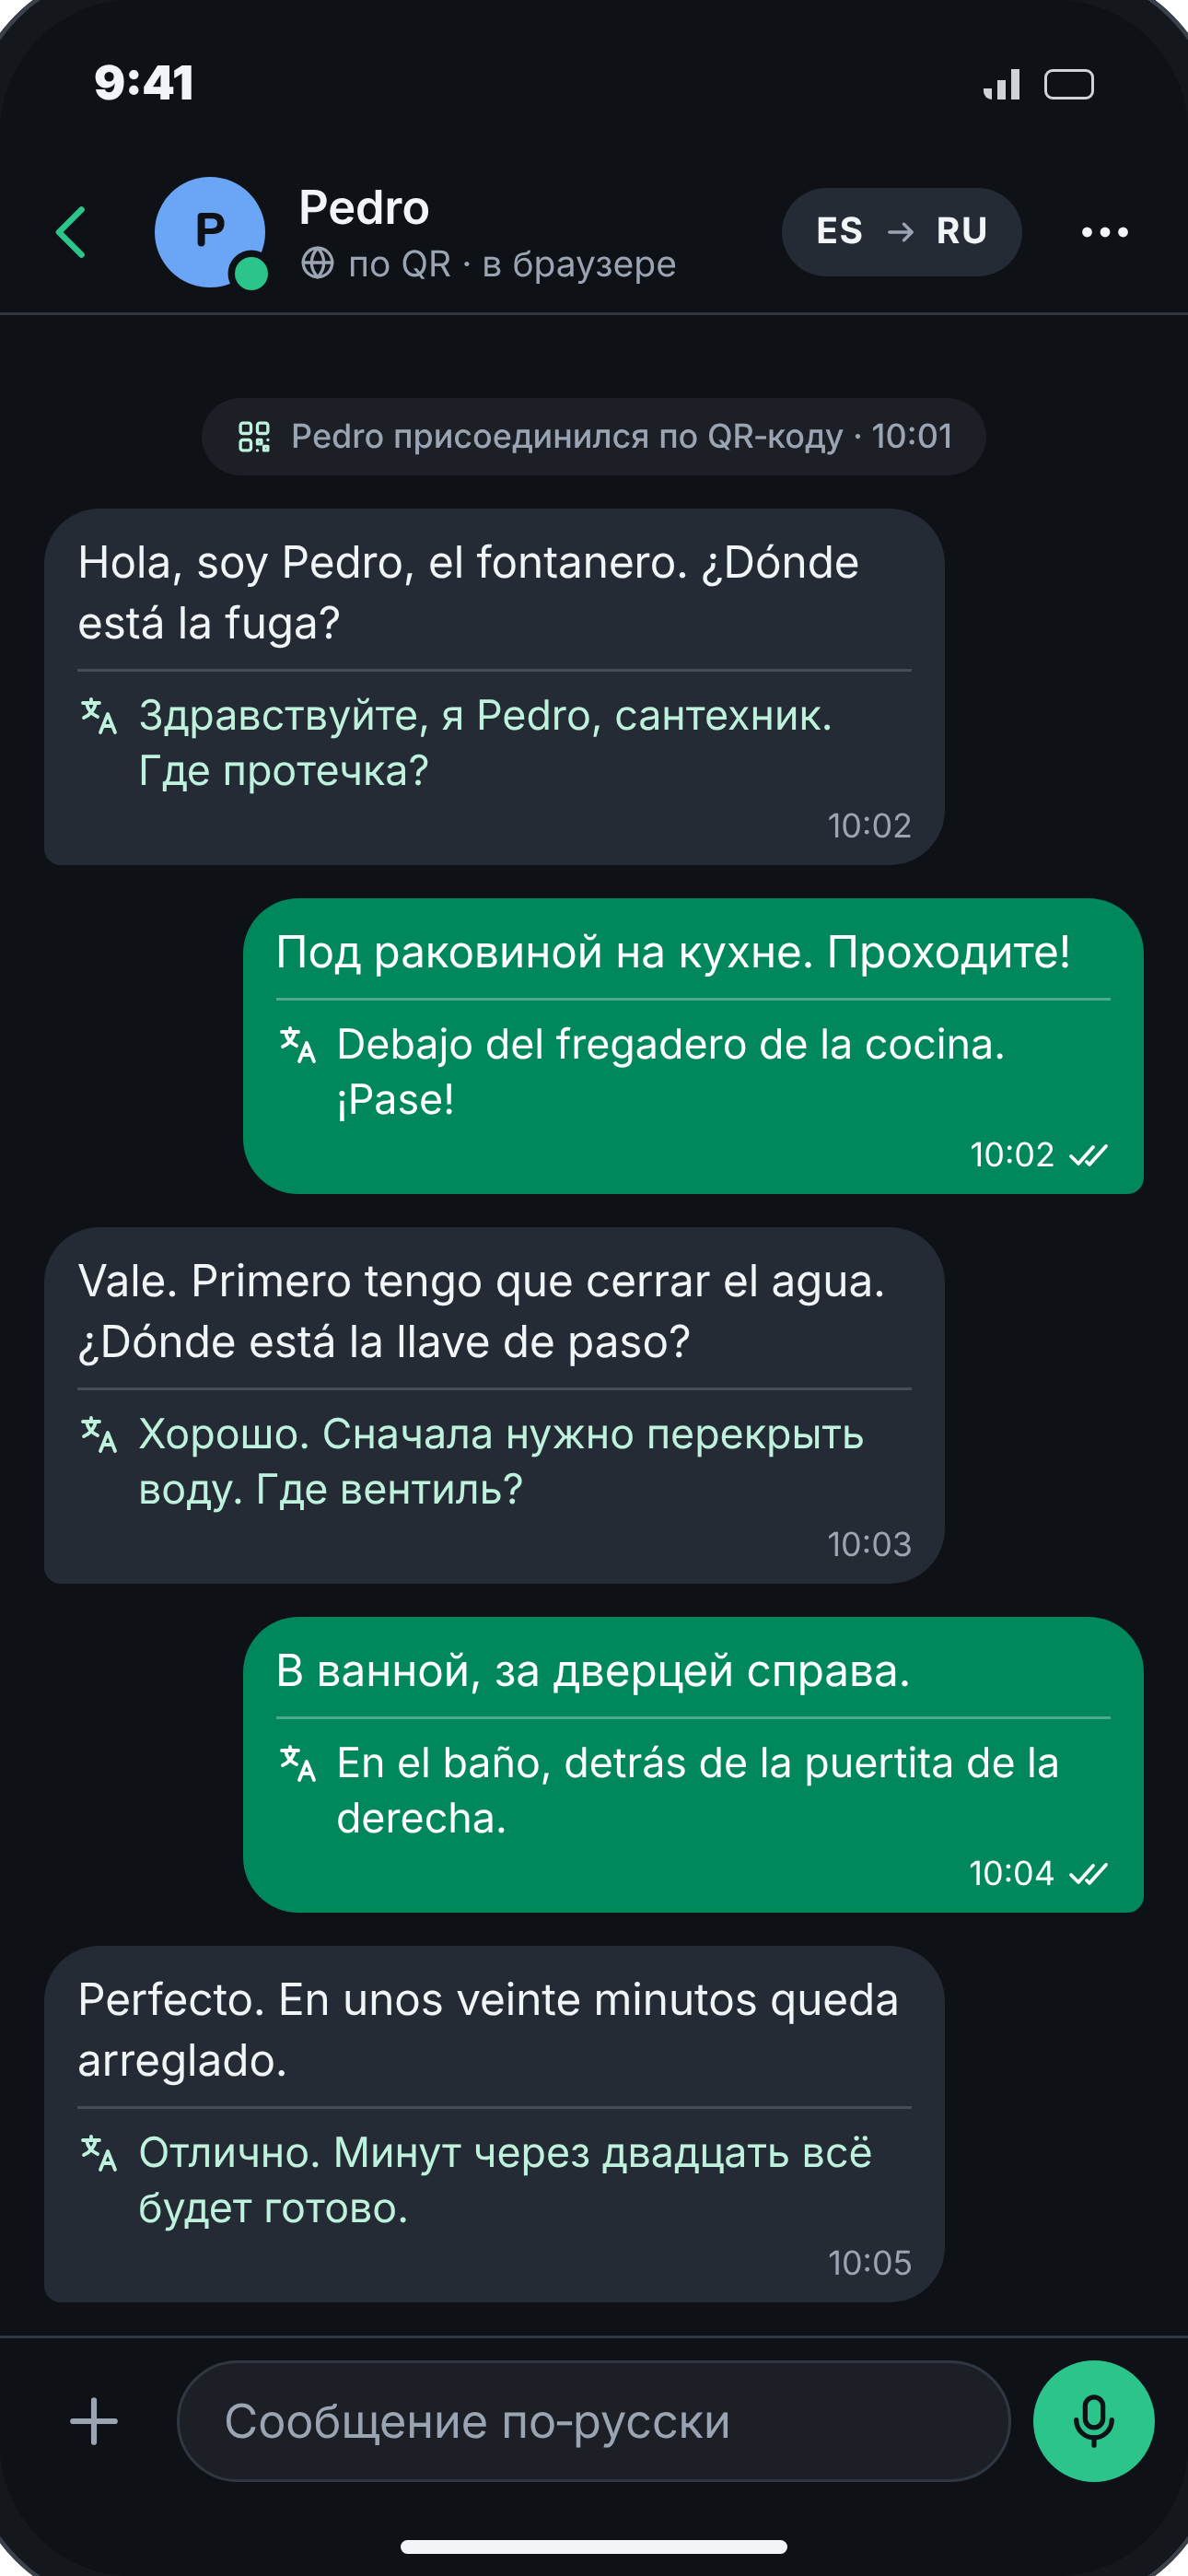 9:41
P
Pedro
по QR · в браузере
ES → RU
Pedro присоединился по QR-коду · 10:01
Hola, soy Pedro, el fontanero. ¿Dónde
está la fuga?
Здравствуйте, я Pedro, сантехник.
Где протечка?
10:02
Под раковиной на кухне. Проходите!
Debajo del fregadero de la cocina.
¡Pase!
10:02
Vale. Primero tengo que cerrar el agua.
¿Dónde está la llave de paso?
Хорошо. Сначала нужно перекрыть
воду. Где вентиль?
10:03
В ванной, за дверцей справа.
En el baño, detrás de la puertita de la
derecha.
10:04
Perfecto. En unos veinte minutos queda
arreglado.
Отлично. Минут через двадцать всё
будет готово.
10:05
Сообщение по-русски